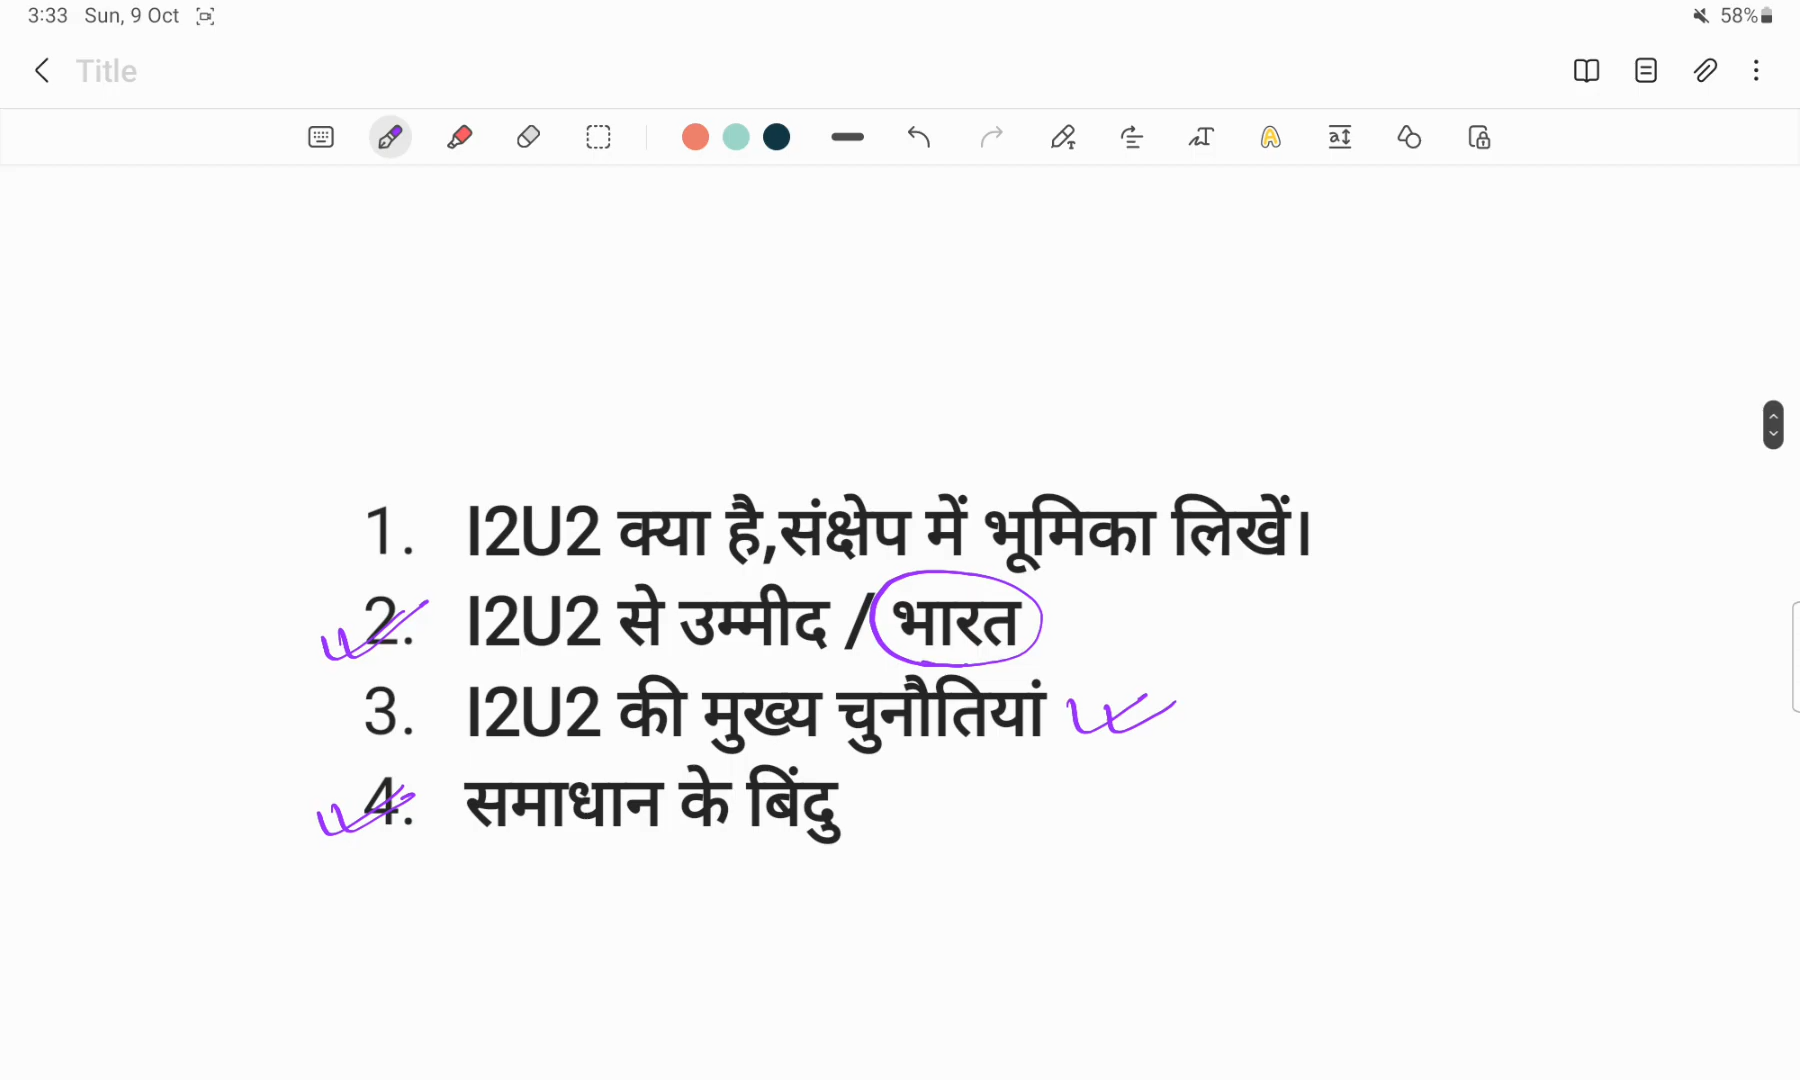 3:33 Sun, 9 Oct 58%
Title
1. I2U2 क्या है,संक्षेप में भूमिका लिखें।
2. I2U2 से उम्मीद / भारत
3. I2U2 की मुख्य चुनौतियां
4. समाधान के बिंदु